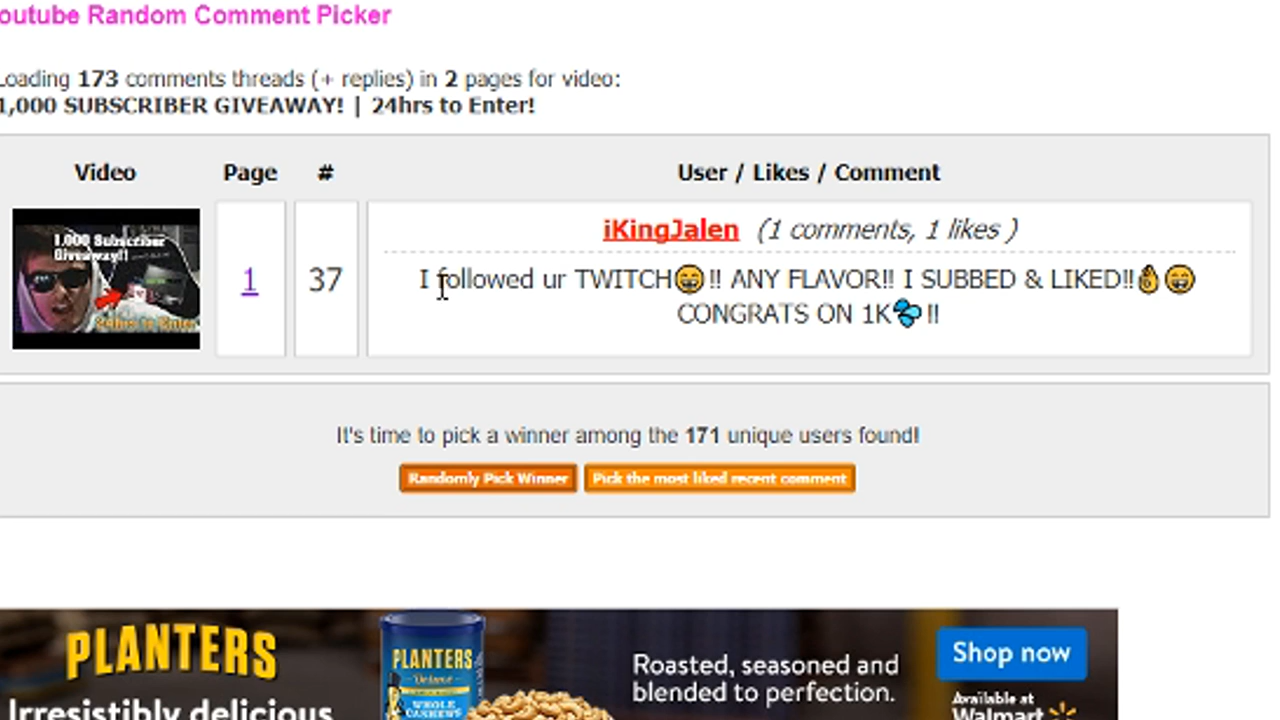 outube Random Comment Picker
Loading 173 comments threads (+ replies) in 2 pages for video:
1,000 SUBSCRIBER GIVEAWAY! | 24hrs to Enter!
Video Page # User / Likes / Comment
1,000 Subscriber
Giveaway!!
24hrs to Enter
1 37
iKingJalen (1 comments, 1 likes )
I followed ur TWITCH😁!! ANY FLAVOR!! I SUBBED & LIKED!!👌😁
CONGRATS ON 1K💦!!
It's time to pick a winner among the 171 unique users found!
Randomly Pick Winner Pick the most liked recent comment
PLANTERS
Irresistibly delicious
PLANTERS
Deluxe
WHOLE
CASHEWS
Roasted, seasoned and
blended to perfection.
Shop now
Available at
Walmart